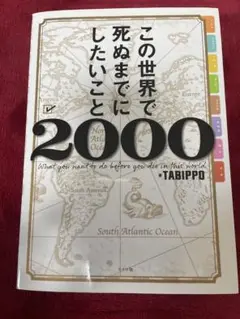 この世界で
死ぬまでに
したいこと
2000
What you want to do before you die in this world.
TABIPPO
South Atlantic Ocean